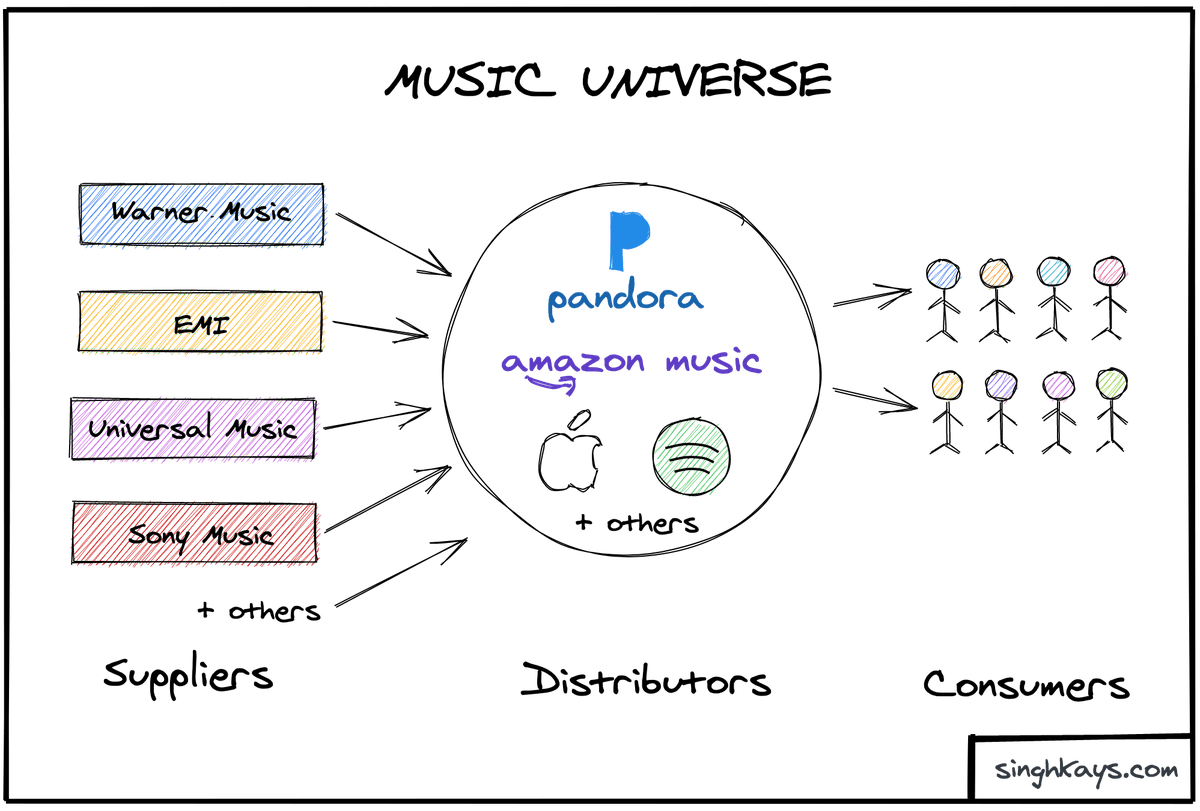 MUSIC UNIVERSE
Warner Music
EMI
Universal Music
Sony Music
+ others
pandora
amazon music
+ others
Suppliers
Distributors
Consumers
singhkays.com